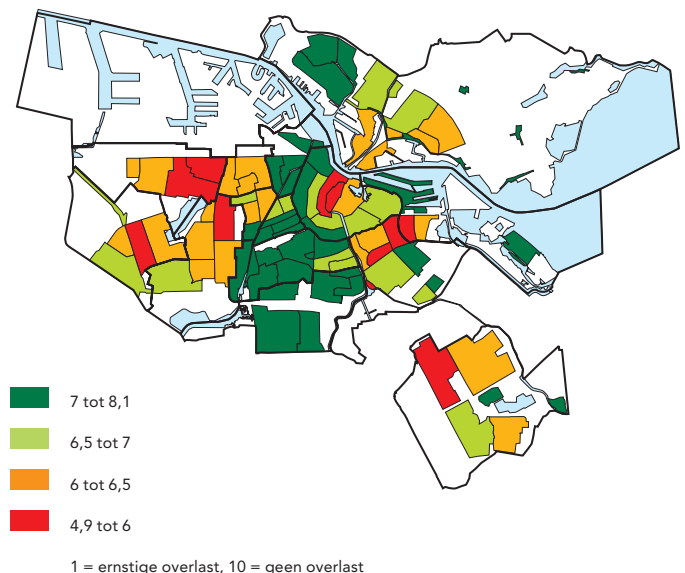 7 tot 8,1
6,5 tot 7
6 tot 6,5
4,9 tot 6
1 = ernstige overlast, 10 = geen overlast